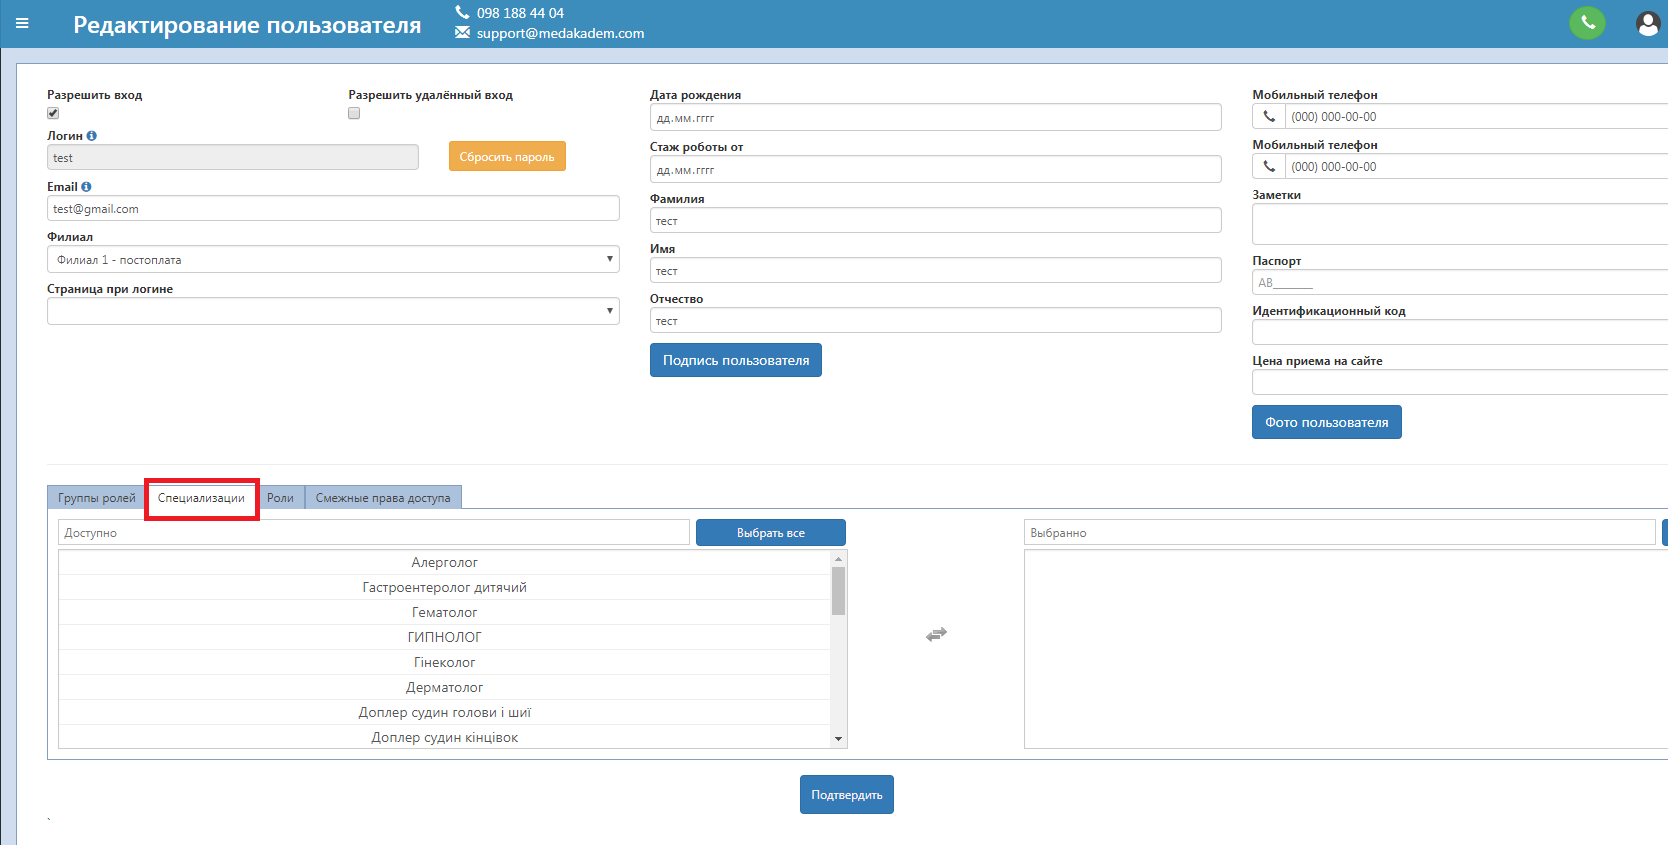 Редактирование пользователя
098 188 44 04
support@medakadem.com
Разрешить вход
Разрешить удалённый вход
Логин
test
Сбросить пароль
Email
test@gmail.com
Филиал
Филиал 1 - постоплата
Страница при логине
Дата рождения
дд.мм.гггг
Стаж роботы от
дд.мм.гггг
Фамилия
тест
Имя
тест
Отчество
тест
Подпись пользователя
Мобильный телефон
(000) 000-00-00
Мобильный телефон
(000) 000-00-00
Заметки
Паспорт
АВ______
Идентификационный код
Цена приема на сайте
Фото пользователя
Группы ролей
Специализации
Роли
Смежные права доступа
Доступно
Выбрать все
Выбранно
Алерголог
Гастроентеролог дитячий
Гематолог
ГИПНОЛОГ
Гінеколог
Дерматолог
Доплер судин голови і шиї
Доплер судин кінцівок
Подтвердить
`